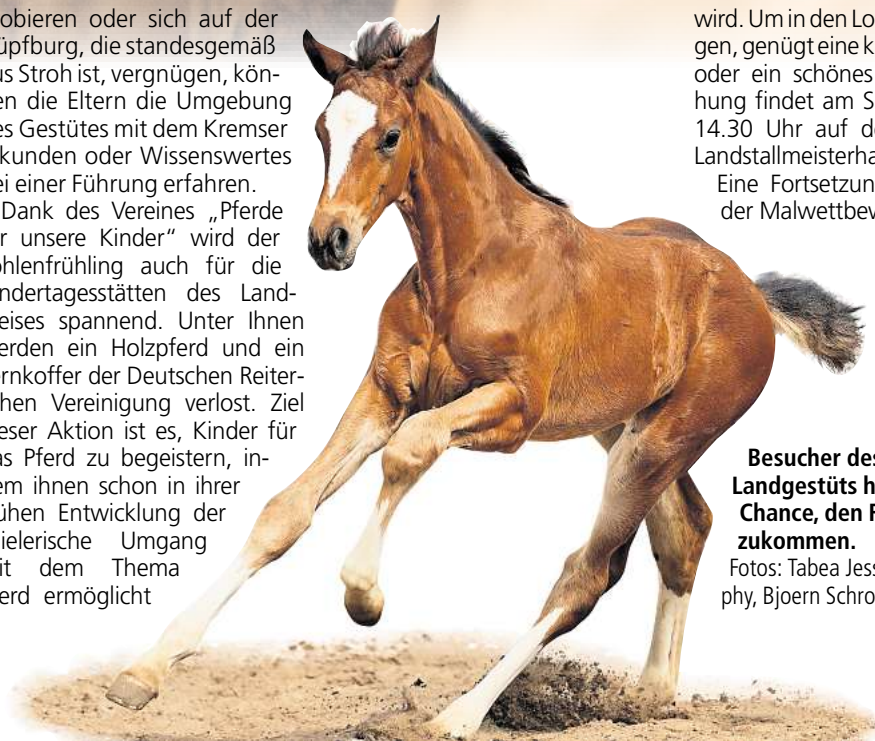 obieren oder sich auf der
üpfburg, die standesgemäß
us Stroh ist, vergnügen, kön-
en die Eltern die Umgebung
es Gestütes mit dem Kremser
kunden oder Wissenswertes
ei einer Führung erfahren.
Dank des Vereines „Pferde
r unsere Kinder“ wird der
ohlenfrühling auch für die
ndertagesstätten des Land-
eises spannend. Unter Ihnen
erden ein Holzpferd und ein
ernkoffer der Deutschen Reiter-
chen Vereinigung verlost. Ziel
eser Aktion ist es, Kinder für
as Pferd zu begeistern, in-
em ihnen schon in ihrer
ühen Entwicklung der
ielerische Umgang
it dem Thema
erd ermöglicht
wird. Um in den Lo
gen, genügt eine k
oder ein schönes
hung findet am S
14.30 Uhr auf de
Landstallmeisterha
Eine Fortsetzun
der Malwettbew
Besucher des
Landgestüts h
Chance, den F
zukommen.
Fotos: Tabea Jess
phy, Bjoern Schro